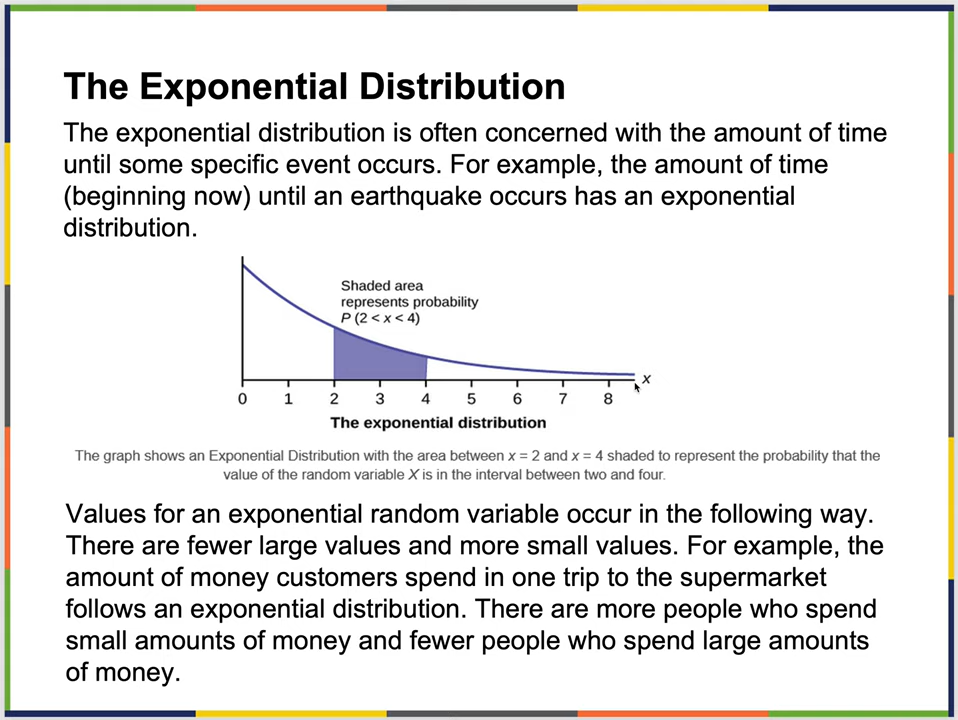 The Exponential Distribution
The exponential distribution is often concerned with the amount of time
until some specific event occurs. For example, the amount of time
(beginning now) until an earthquake occurs has an exponential
distribution.
Shaded area
represents probability
P (2 < x < 4)
x
0 1 2 3 4 5 6 7 8
The exponential distribution
The graph shows an Exponential Distribution with the area between x = 2 and x = 4 shaded to represent the probability that the
value of the random variable X is in the interval between two and four.
Values for an exponential random variable occur in the following way.
There are fewer large values and more small values. For example, the
amount of money customers spend in one trip to the supermarket
follows an exponential distribution. There are more people who spend
small amounts of money and fewer people who spend large amounts
of money.